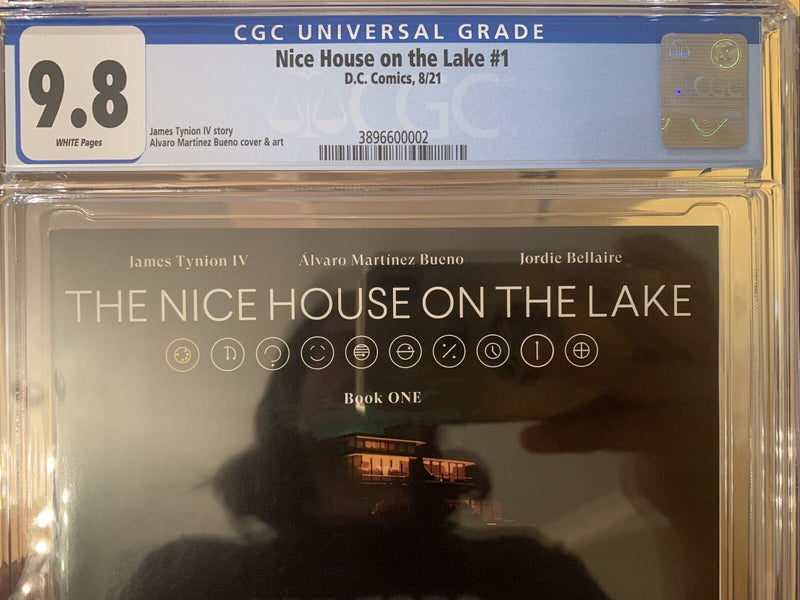 CGC UNIVERSAL GRADE
Nice House on the Lake #1
D.C. Comics, 8/21
9.8
WHITE Pages
James Tynion IV story
Alvaro Martinez Bueno cover & art
CGC
3896600002
CGC
James Tynion IV Álvaro Martínez Bueno Jordie Bellaire
THE NICE HOUSE ON THE LAKE
Book ONE